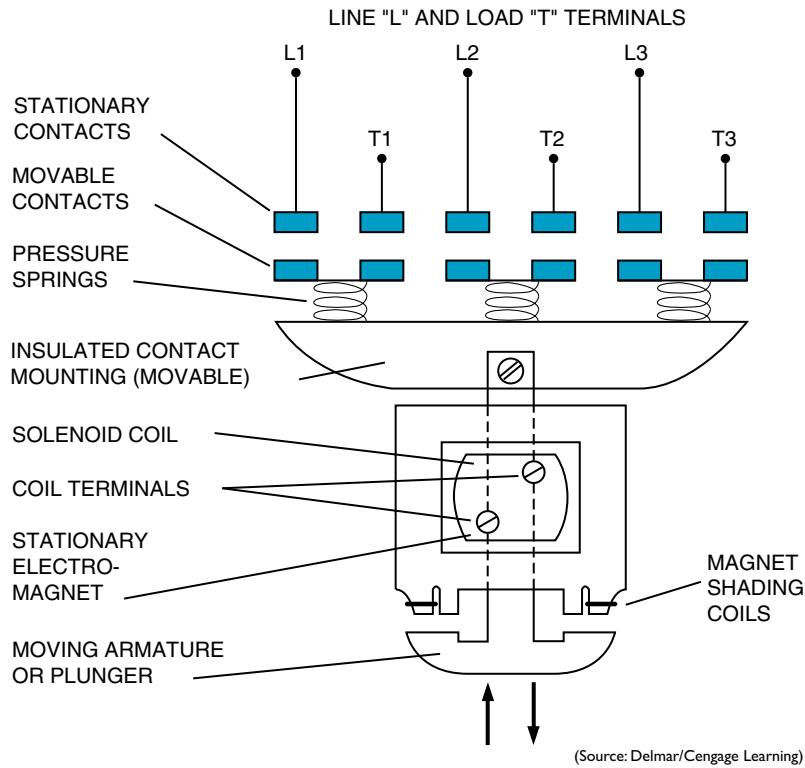 LINE "L" AND LOAD "T" TERMINALS
L1
L2
L3
STATIONARY
CONTACTS
T1
T2
T3
MOVABLE
CONTACTS
PRESSURE
SPRINGS
INSULATED CONTACT
MOUNTING (MOVABLE)
SOLENOID COIL
COIL TERMINALS
STATIONARY
ELECTRO-
MAGNET
MAGNET
SHADING
COILS
MOVING ARMATURE
OR PLUNGER
(Source: Delmar/Cengage Learning)